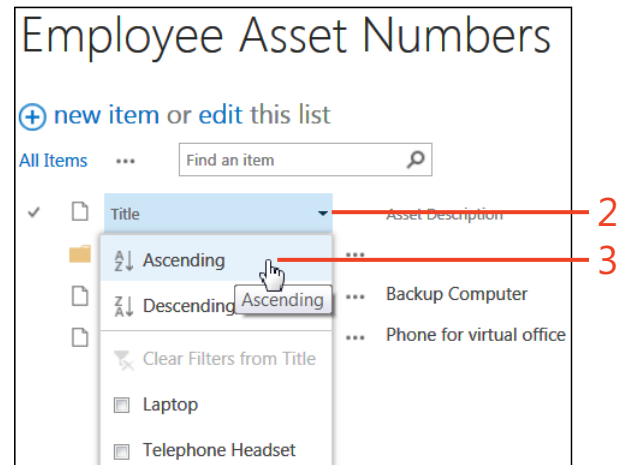 Employee Asset Numbers
new item or edit this list
All Items ••• Find an item
Title Asset Description 2
Ascending ••• 3
Ascending
Descending ••• Backup Computer
••• Phone for virtual office
Clear Filters from Title
Laptop
Telephone Headset